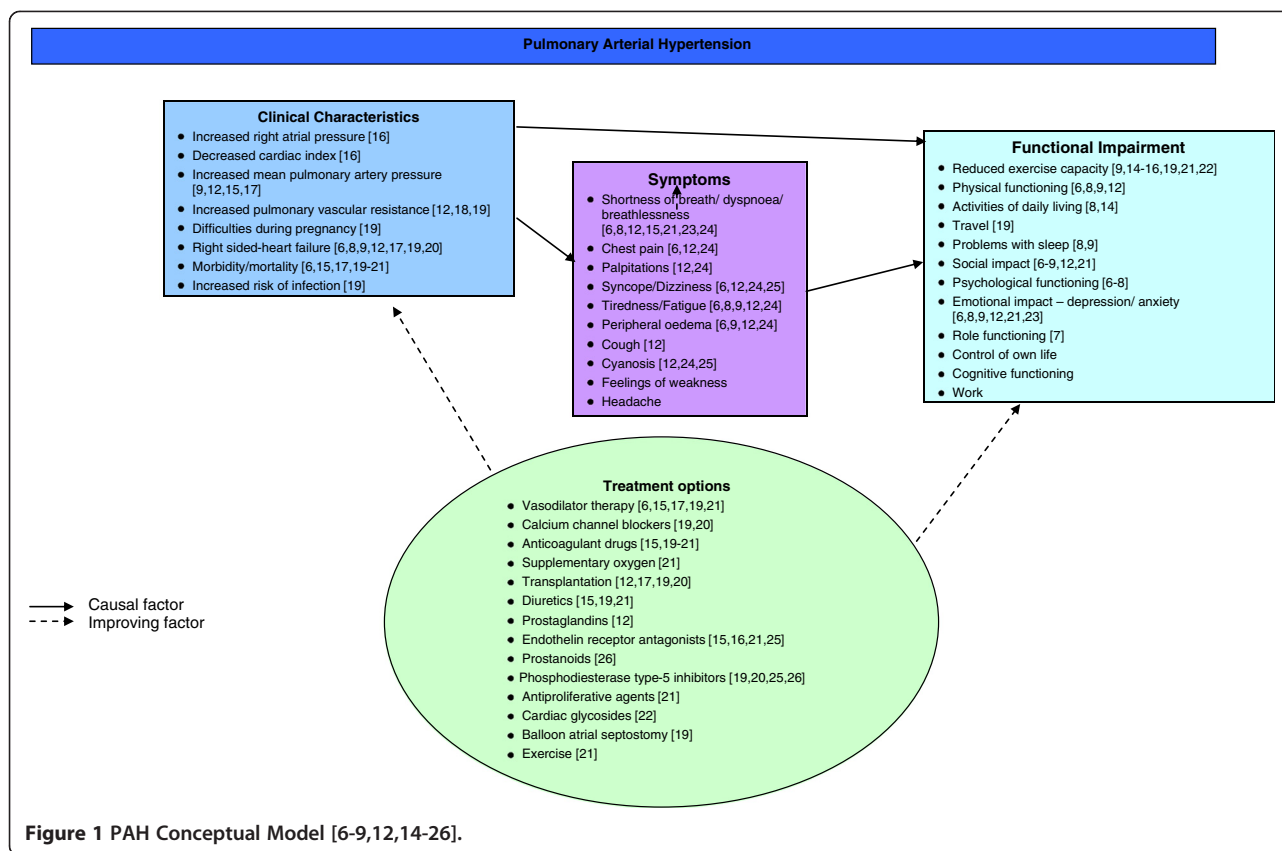 Pulmonary Arterial Hypertension
Clinical Characteristics
• Increased right atrial pressure [16]
• Decreased cardiac index [16]
• Increased mean pulmonary artery pressure
[9,12,15,17]
• Increased pulmonary vascular resistance [12,18,19]
• Difficulties during pregnancy [19]
• Right sided-heart failure [6,8,9,12,17,19,20]
• Morbidity/mortality [6,15,17,19-21]
• Increased risk of infection [19]
Symptoms
• Shortness of breath/ dyspnoea/
breathlessness
[6,8,12,15,21,23,24]
• Chest pain [6,12,24]
• Palpitations [12,24]
• Syncope/Dizziness [6,12,24,25]
• Tiredness/Fatigue [6,8,9,12,24]
• Peripheral oedema [6,9,12,24]
• Cough [12]
• Cyanosis [12,24,25]
• Feelings of weakness
• Headache
Functional Impairment
• Reduced exercise capacity [9,14-16,19,21,22]
• Physical functioning [6,8,9,12]
• Activities of daily living [8,14]
• Travel [19]
• Problems with sleep [8,9]
• Social impact [6-9,12,21]
• Psychological functioning [6-8]
• Emotional impact – depression/ anxiety
[6,8,9,12,21,23]
• Role functioning [7]
• Control of own life
• Cognitive functioning
• Work
Treatment options
• Vasodilator therapy [6,15,17,19,21]
• Calcium channel blockers [19,20]
• Anticoagulant drugs [15,19-21]
• Supplementary oxygen [21]
• Transplantation [12,17,19,20]
• Diuretics [15,19,21]
• Prostaglandins [12]
• Endothelin receptor antagonists [15,16,21,25]
• Prostanoids [26]
• Phosphodiesterase type-5 inhibitors [19,20,25,26]
• Antiproliferative agents [21]
• Cardiac glycosides [22]
• Balloon atrial septostomy [19]
• Exercise [21]
Causal factor
Improving factor
Figure 1 PAH Conceptual Model [6-9,12,14-26].